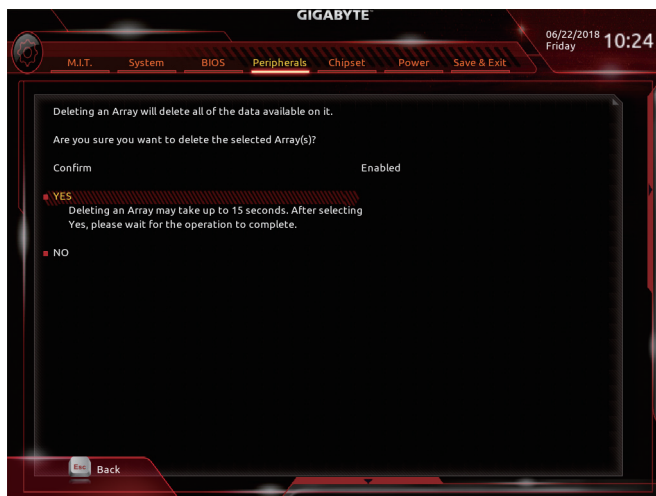 GIGABYTE™
06/22/2018
Friday
10:24
M.I.T. System BIOS Peripherals Chipset Power Save & Exit
Deleting an Array will delete all of the data available on it.
Are you sure you want to delete the selected Array(s)?
Confirm Enabled
YES
Deleting an Array may take up to 15 seconds. After selecting
Yes, please wait for the operation to complete.
NO
Esc Back